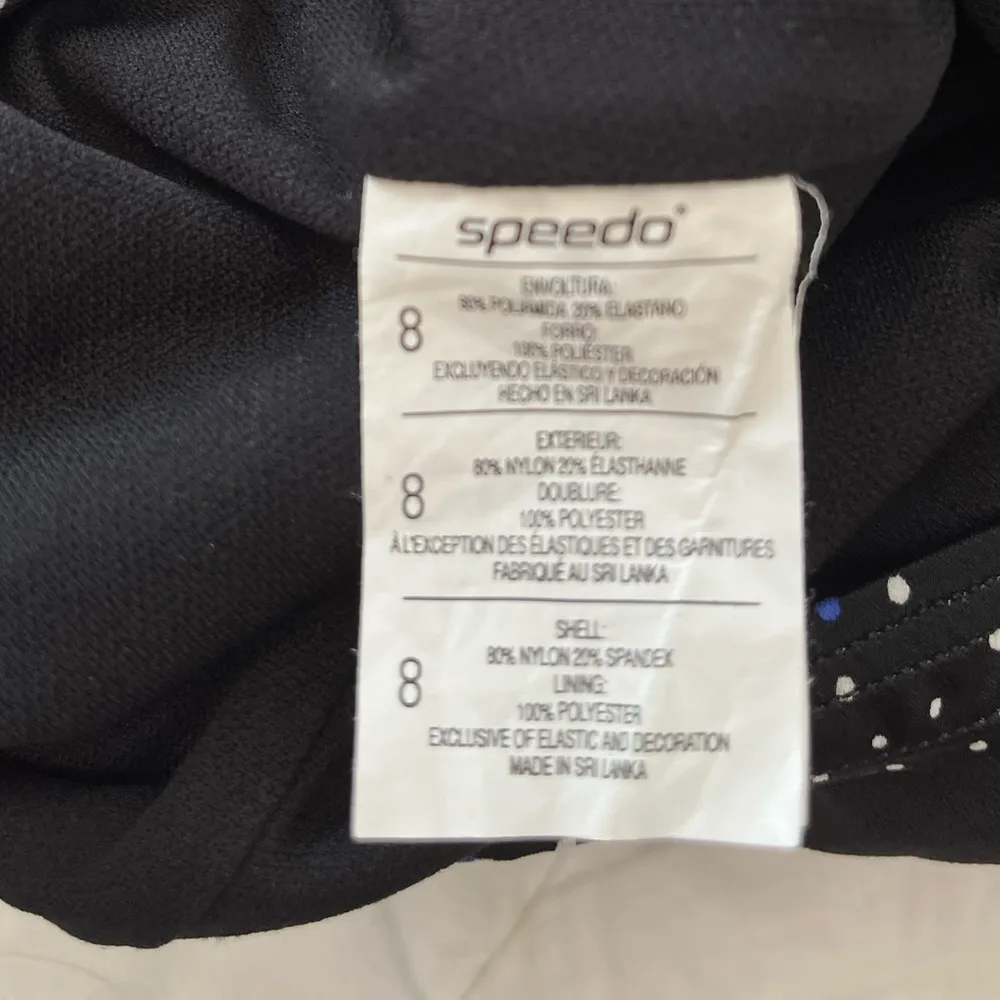 speedo®
8
ENVOLTURA:
80% POLIAMIDA 20% ELASTANO
FORRO:
100% POLIÉSTER
EXCLUYENDO ELÁSTICO Y DECORACIÓN
HECHO EN SRI LANKA
8
EXTERIEUR:
80% NYLON 20% ÉLASTHANNE
DOUBLURE:
100% POLYESTER
À L'EXCEPTION DES ÉLASTIQUES ET DES GARNITURES
FABRIQUÉ AU SRI LANKA
8
SHELL:
80% NYLON 20% SPANDEX
LINING:
100% POLYESTER
EXCLUSIVE OF ELASTIC AND DECORATION
MADE IN SRI LANKA